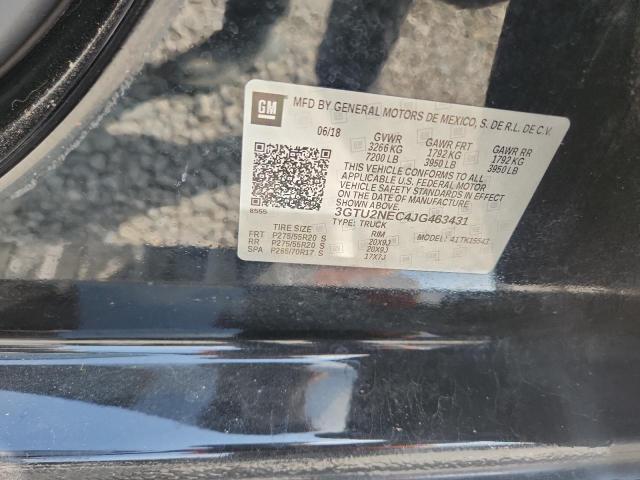 GM MFD BY GENERAL MOTORS DE MEXICO, S. DE R.L. DE C.V.
06/18 GVWR GAWR FRT GAWR RR
3266 KG 1792 KG 1792 KG
7200 LB 3950 LB 3950 LB
THIS VEHICLE CONFORMS TO ALL
APPLICABLE U.S. FEDERAL MOTOR
VEHICLE SAFETY STANDARDS IN EFFECT
ON THE DATE OF MANUFACTURE
SHOWN ABOVE.
8555 3GTU2NEC4JG463431
TYPE: TRUCK
TIRE SIZE RIM MODEL:
FRT P275/55R20 S 20X9J
RR P275/55R20 S 20X9J
SPA P265/70R17 S 17X7J